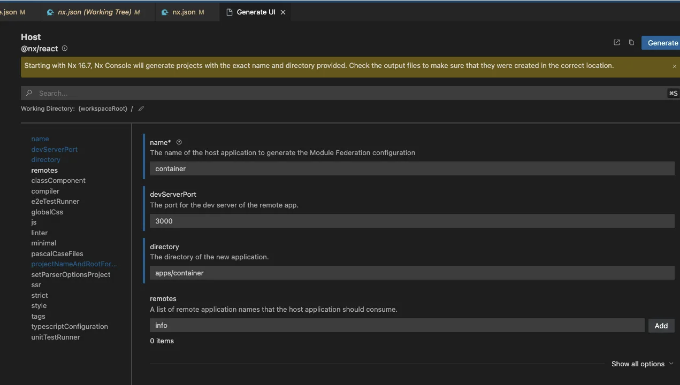 e.json M nx.json (Working Tree) M nx.json M Generate UI
Host
@nx/react
Generate
Starting with Nx 16.7, Nx Console will generate projects with the exact name and directory provided. Check the output files to make sure that they were created in the correct location.
Search...
⌘S
Working Directory: {workspaceRoot} /
name
devServerPort
directory
remotes
classComponent
compiler
e2eTestRunner
globalCss
js
linter
minimal
pascalCaseFiles
projectNameAndRootFor...
setParserOptionsProject
ssr
strict
style
tags
typescriptConfiguration
unitTestRunner
name*
The name of the host application to generate the Module Federation configuration
container
devServerPort
The port for the dev server of the remote app.
3000
directory
The directory of the new application.
apps/container
remotes
A list of remote application names that the host application should consume.
info
Add
0 items
Show all options